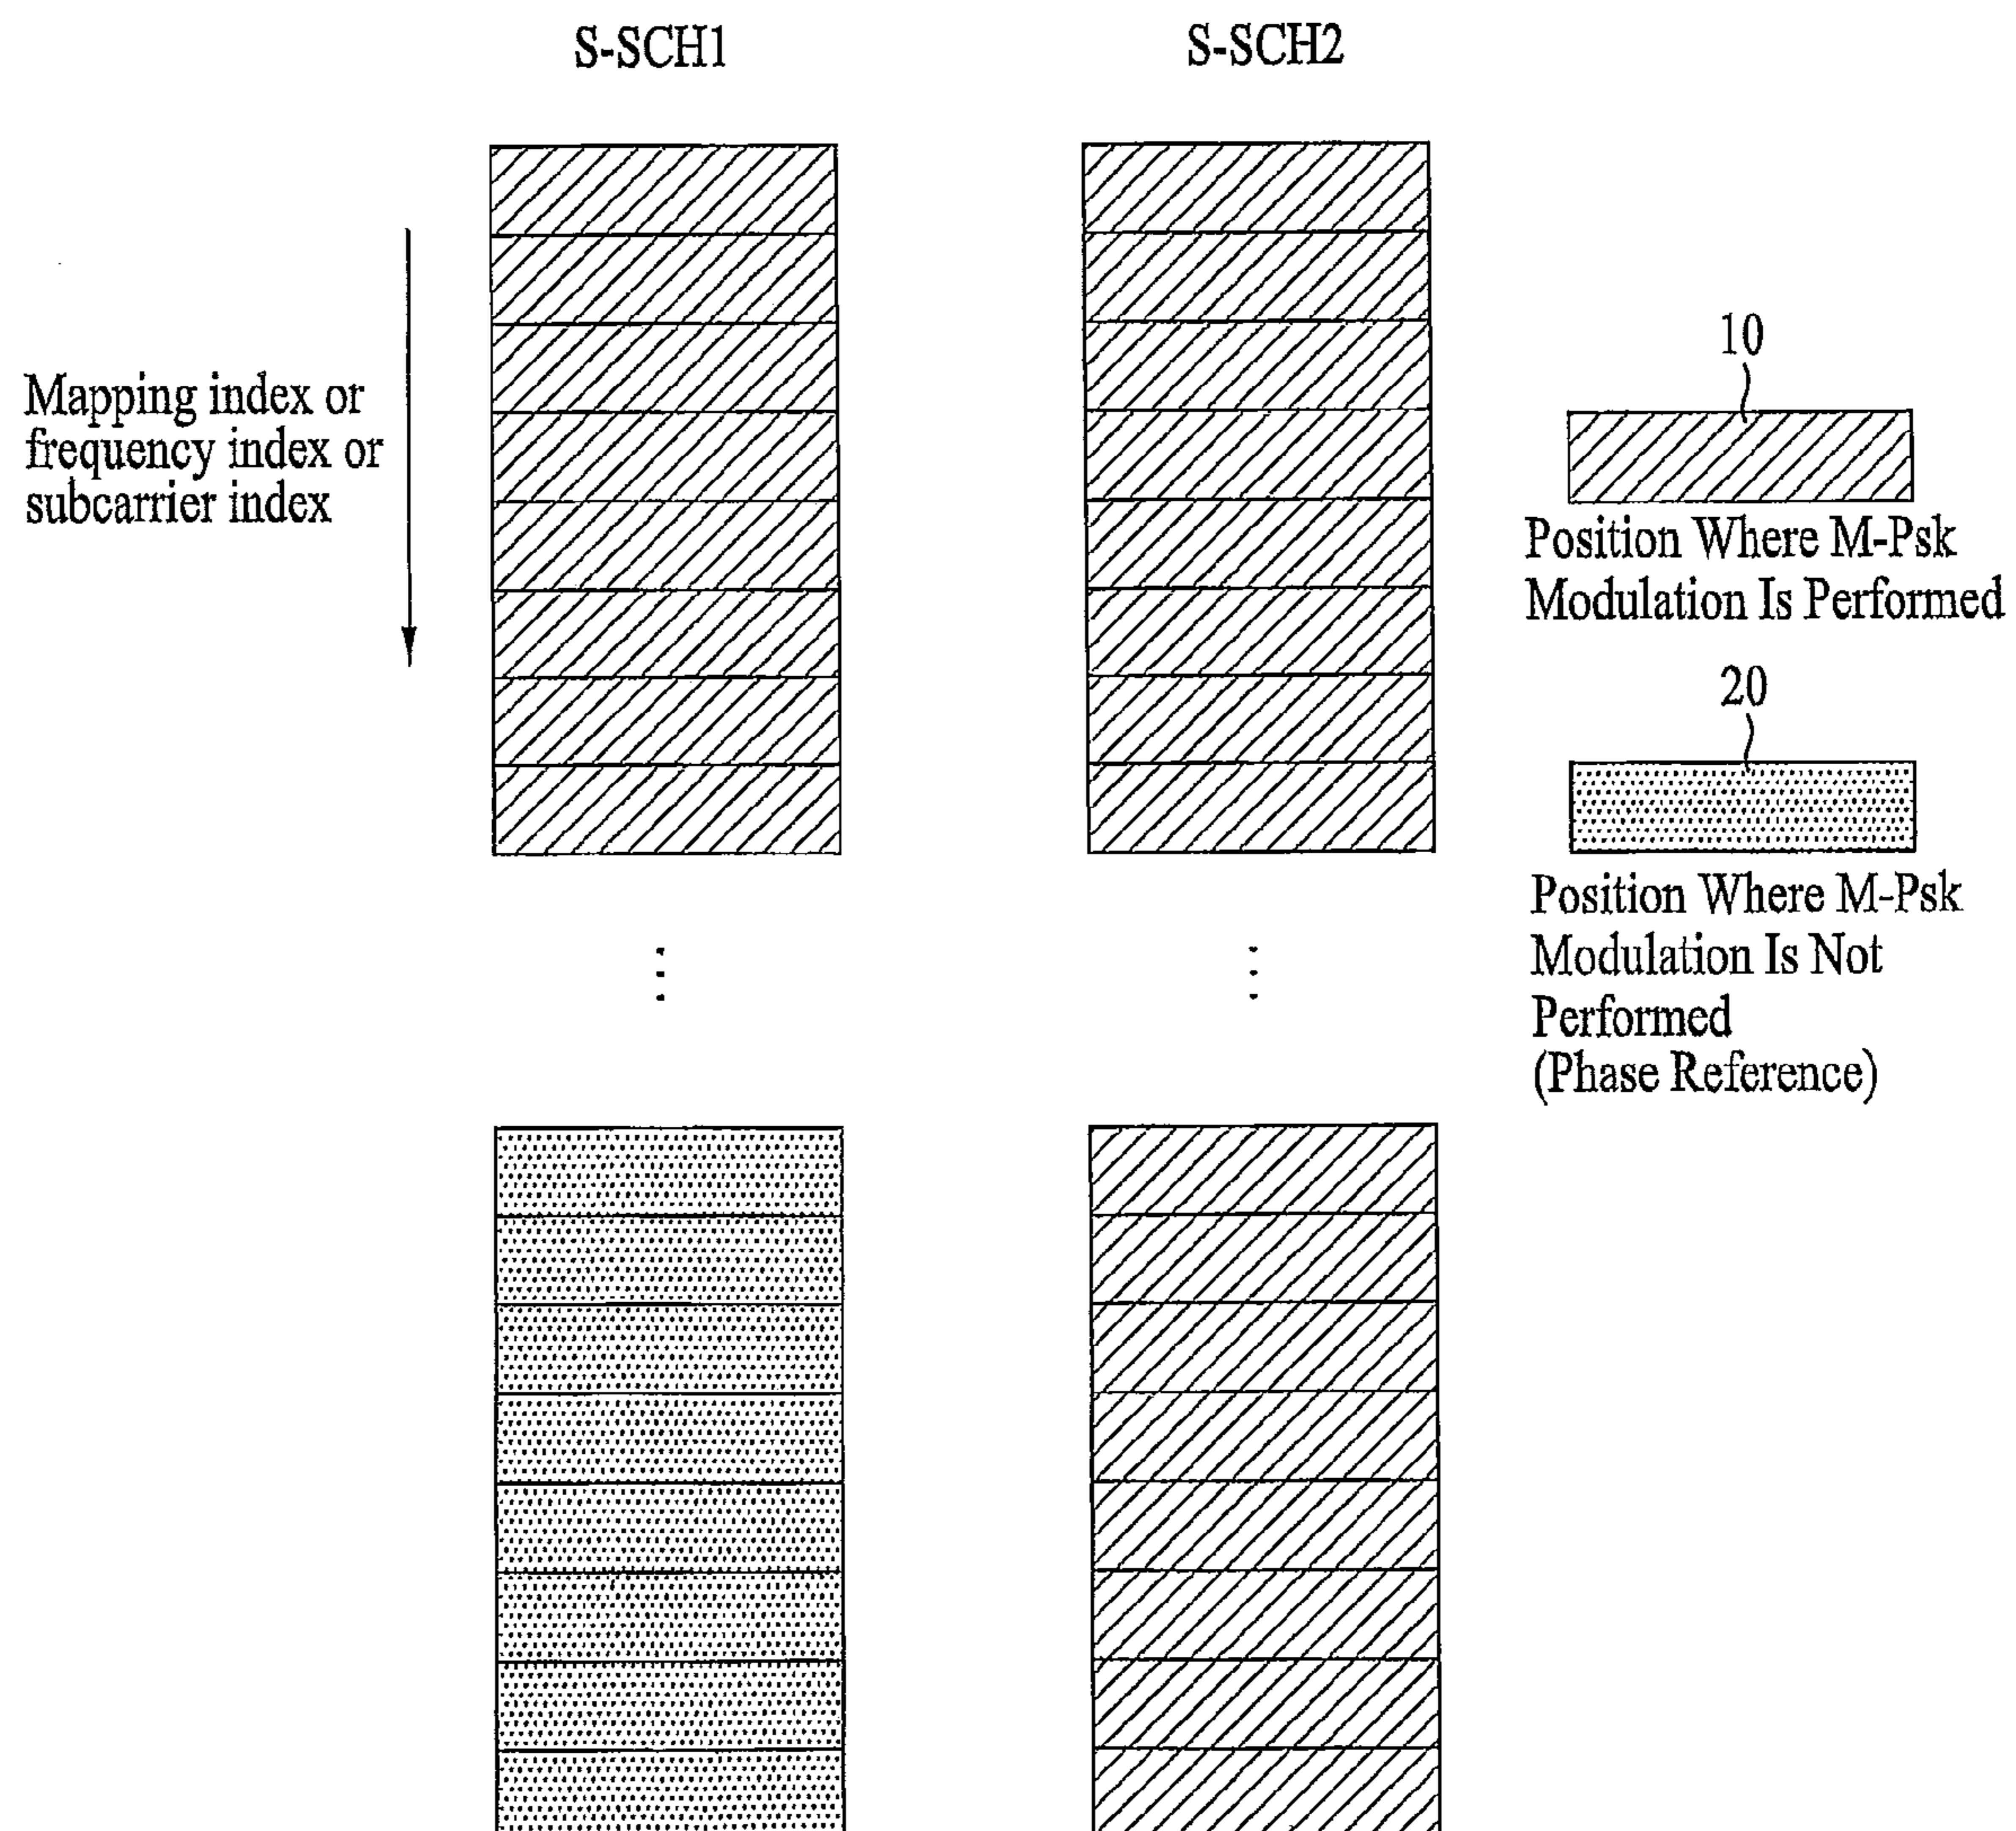 S-SCH1
S-SCH2
Mapping index or
frequency index or
subcarrier index
10
Position Where M-Psk
Modulation Is Performed
20
Position Where M-Psk
Modulation Is Not
Performed
(Phase Reference)